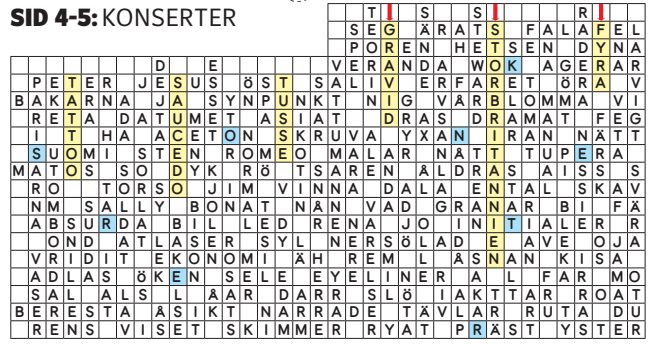 SID 4-5: KONSERTER
T S S R
SEG ÄRATS FALAFEL
POREN HETSEN DYNA
D E VERANDA WOK AGERAR
PETER JESUS ÖST SALIV ERFARET ÖRA V
BAKARNA JA SYNPUNKT NIG VÅRBLOMMA VI
RETA DATUMET ASIAT DRAS DRAMAT FEG
I T HA ACETON SKRUVA YXAN IRAN NÄTT
SUOMI STEN ROMEO MALAR NÅTT TUPERA
MATOS SO DYK RÖ TSAREN ÅLDRAS AISS S
RO TORSO JIM VINNA DALA ENTAL SKAV
NM SALLY BONAT NÅN VAD GRANAR BI FÄ
ABSURDA BIL LED RENA JO INITIALER R
OND ATLASER SYL NERSÖLAD E AVE OJA
VRIDIT EKONOMI ÄH REM L ÅSNAN KISA
ADLAS ÖKEN SELE EYELINER A L FAR MO
SAL ALS L ÅAR DARR SLÖ IAKTTAR ROAT
BERESTA ÅSIKT NARRADE TÄVLAR RUTA DU
RENS VISET SKIMMER RYAT PRÄST YSTER